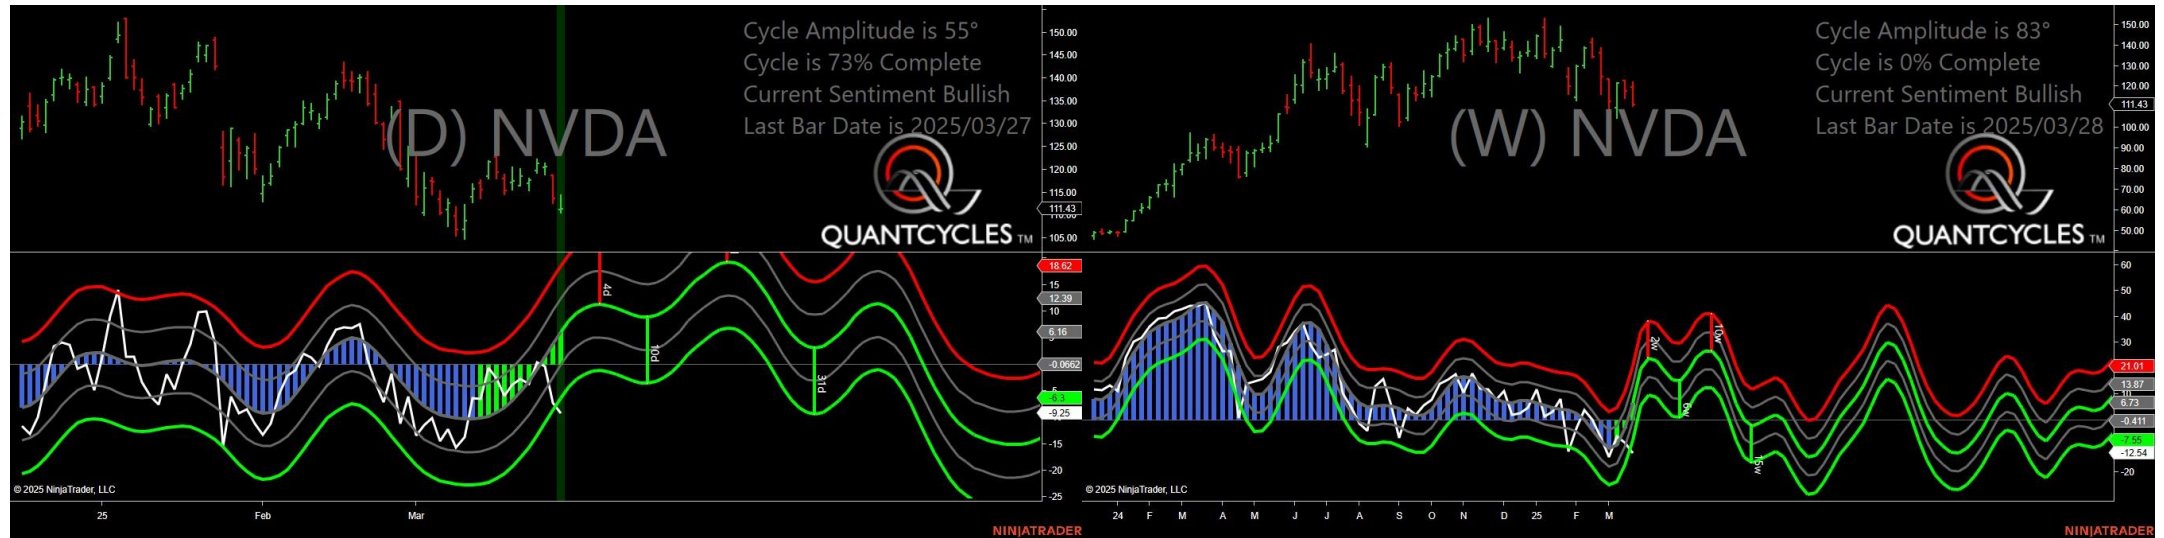 Cycle Amplitude is 55°
Cycle is 73% Complete
Current Sentiment Bullish
Last Bar Date is 2025/03/27
(D) NVDA
QUANTCYCLES TM
150.00
145.00
140.00
135.00
130.00
125.00
120.00
115.00
111.43
110.00
105.00
18.62
15
12.39
10
6.16
-0.0662
-6.3
-9.25
-15
-20
-25
4d
10d
31d
© 2025 NinjaTrader, LLC
25 Feb Mar
NINJATRADER
Cycle Amplitude is 83°
Cycle is 0% Complete
Current Sentiment Bullish
Last Bar Date is 2025/03/28
(W) NVDA
QUANTCYCLES TM
150.00
140.00
130.00
120.00
111.43
100.00
90.00
80.00
70.00
60.00
50.00
60
50
40
30
21.01
13.87
10
6.73
-0.411
-7.55
-12.54
-20
2w
10w
15w
© 2025 NinjaTrader, LLC
24 F M A M J J A S O N D 25 F M
NINJATRADER